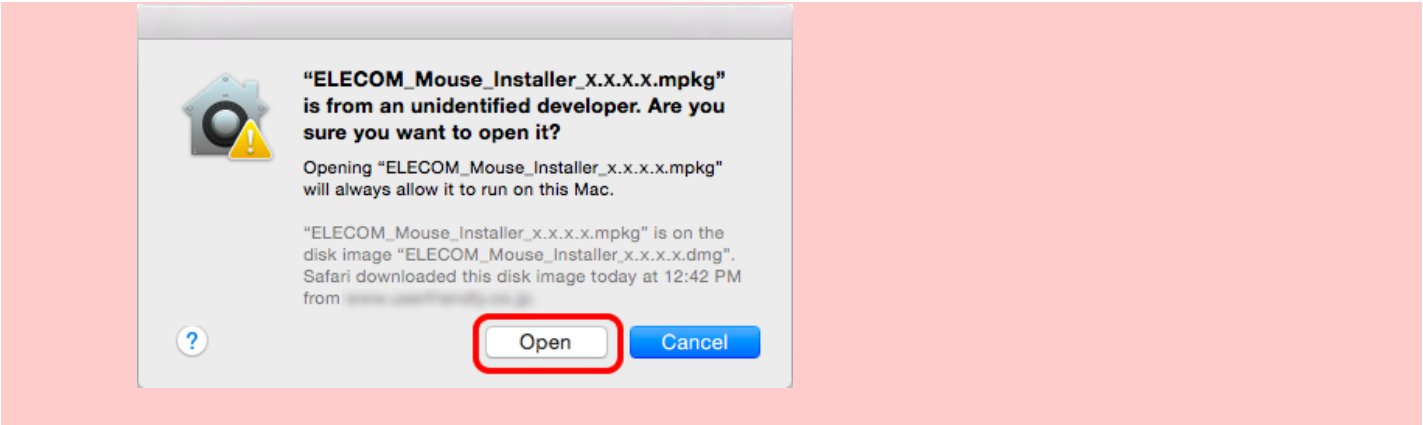 “ELECOM_Mouse_Installer_x.x.x.x.mpkg”
is from an unidentified developer. Are you
sure you want to open it?
Opening “ELECOM_Mouse_Installer_x.x.x.x.mpkg”
will always allow it to run on this Mac.
“ELECOM_Mouse_Installer_x.x.x.x.mpkg” is on the
disk image “ELECOM_Mouse_Installer_x.x.x.x.dmg”.
Safari downloaded this disk image today at 12:42 PM
from
?
Open
Cancel